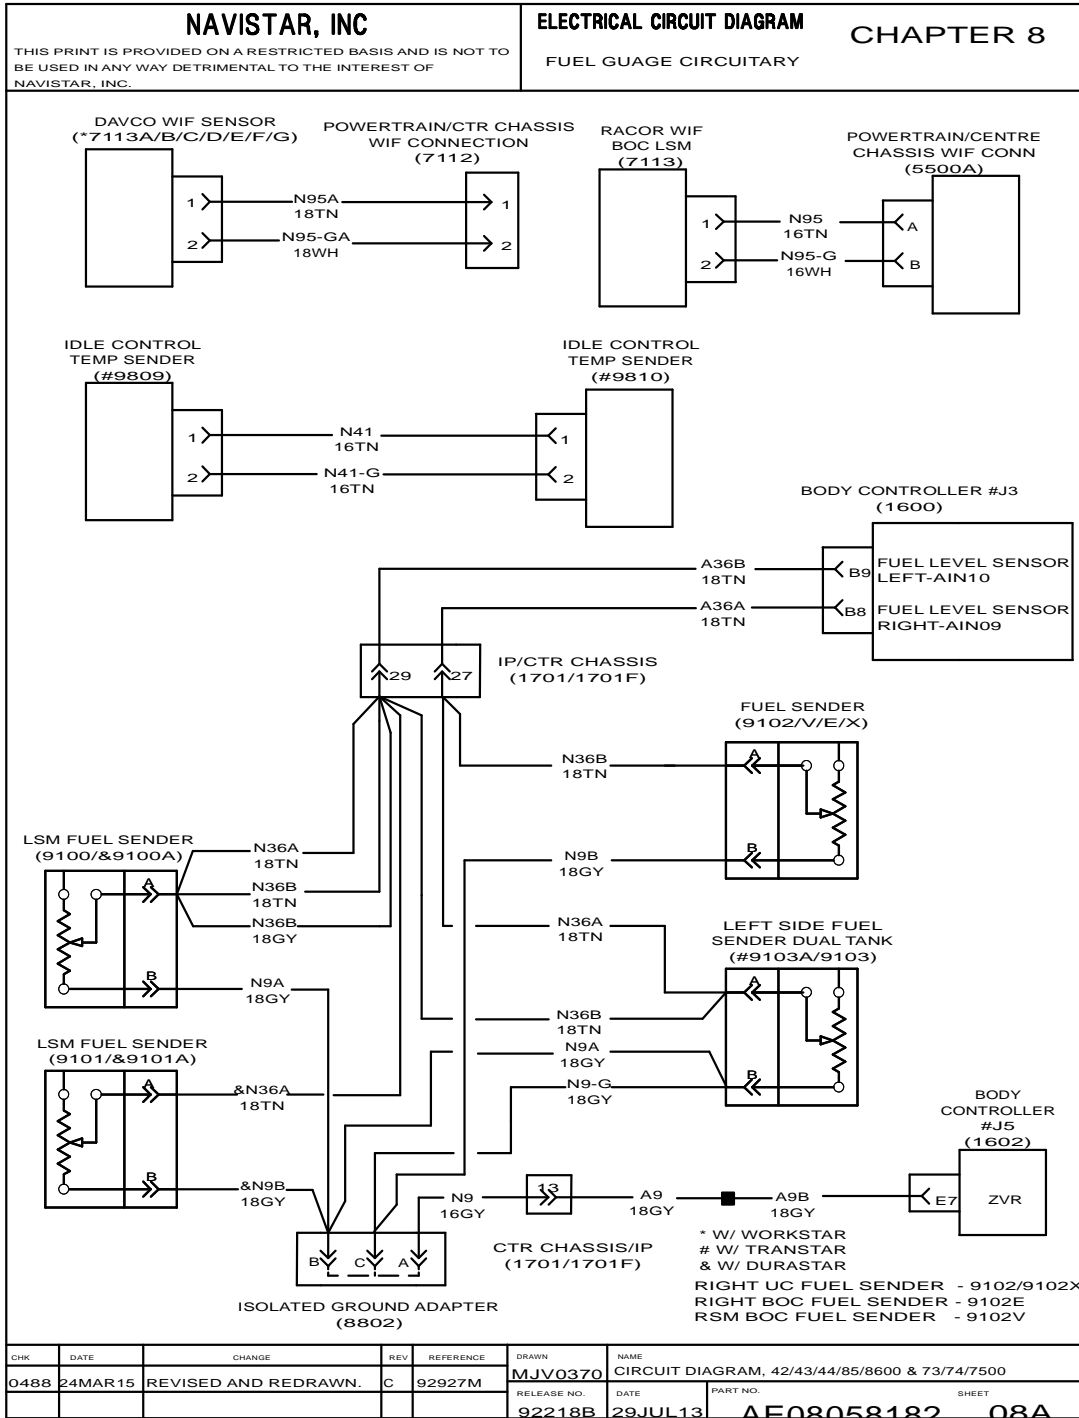 NAVISTAR, INC
THIS PRINT IS PROVIDED ON A RESTRICTED BASIS AND IS NOT TO
BE USED IN ANY WAY DETRIMENTAL TO THE INTEREST OF
NAVISTAR, INC.
ELECTRICAL CIRCUIT DIAGRAM
FUEL GUAGE CIRCUITARY
CHAPTER 8
DAVCO WIF SENSOR
(*7113A/B/C/D/E/F/G)
1
2
N95A
18TN
N95-GA
18WH
POWERTRAIN/CTR CHASSIS
WIF CONNECTION
(7112)
1
2
RACOR WIF
BOC LSM
(7113)
1
2
N95
16TN
N95-G
16WH
POWERTRAIN/CENTRE
CHASSIS WIF CONN
(5500A)
A
B
IDLE CONTROL
TEMP SENDER
(#9809)
1
2
N41
16TN
N41-G
16TN
IDLE CONTROL
TEMP SENDER
(#9810)
1
2
BODY CONTROLLER #J3
(1600)
A36B
18TN
B9
FUEL LEVEL SENSOR
LEFT-AIN10
A36A
18TN
B8
FUEL LEVEL SENSOR
RIGHT-AIN09
29
27
IP/CTR CHASSIS
(1701/1701F)
FUEL SENDER
(9102/V/E/X)
N36B
18TN
A
N9B
18GY
B
LSM FUEL SENDER
(9100/&9100A)
A
N36A
18TN
N36B
18TN
N36B
18GY
B
N9A
18GY
LEFT SIDE FUEL
SENDER DUAL TANK
(#9103A/9103)
N36A
18TN
A
N36B
18TN
N9A
18GY
B
N9-G
18GY
LSM FUEL SENDER
(9101/&9101A)
A
&N36A
18TN
B
&N9B
18GY
BODY
CONTROLLER
#J5
(1602)
N9
16GY
13
A9
18GY
A9B
18GY
E7
ZVR
CTR CHASSIS/IP
(1701/1701F)
B
C
A
ISOLATED GROUND ADAPTER
(8802)
* W/ WORKSTAR
# W/ TRANSTAR
& W/ DURASTAR
RIGHT UC FUEL SENDER - 9102/9102X
RIGHT BOC FUEL SENDER - 9102E
RSM BOC FUEL SENDER - 9102V
CHK DATE CHANGE REV REFERENCE
0488 24MAR15 REVISED AND REDRAWN. C 92927M
DRAWN
MJV0370
NAME
CIRCUIT DIAGRAM, 42/43/44/85/8600 & 73/74/7500
RELEASE NO.
92218B
DATE
29JUL13
PART NO.
AE08058182
SHEET
08A